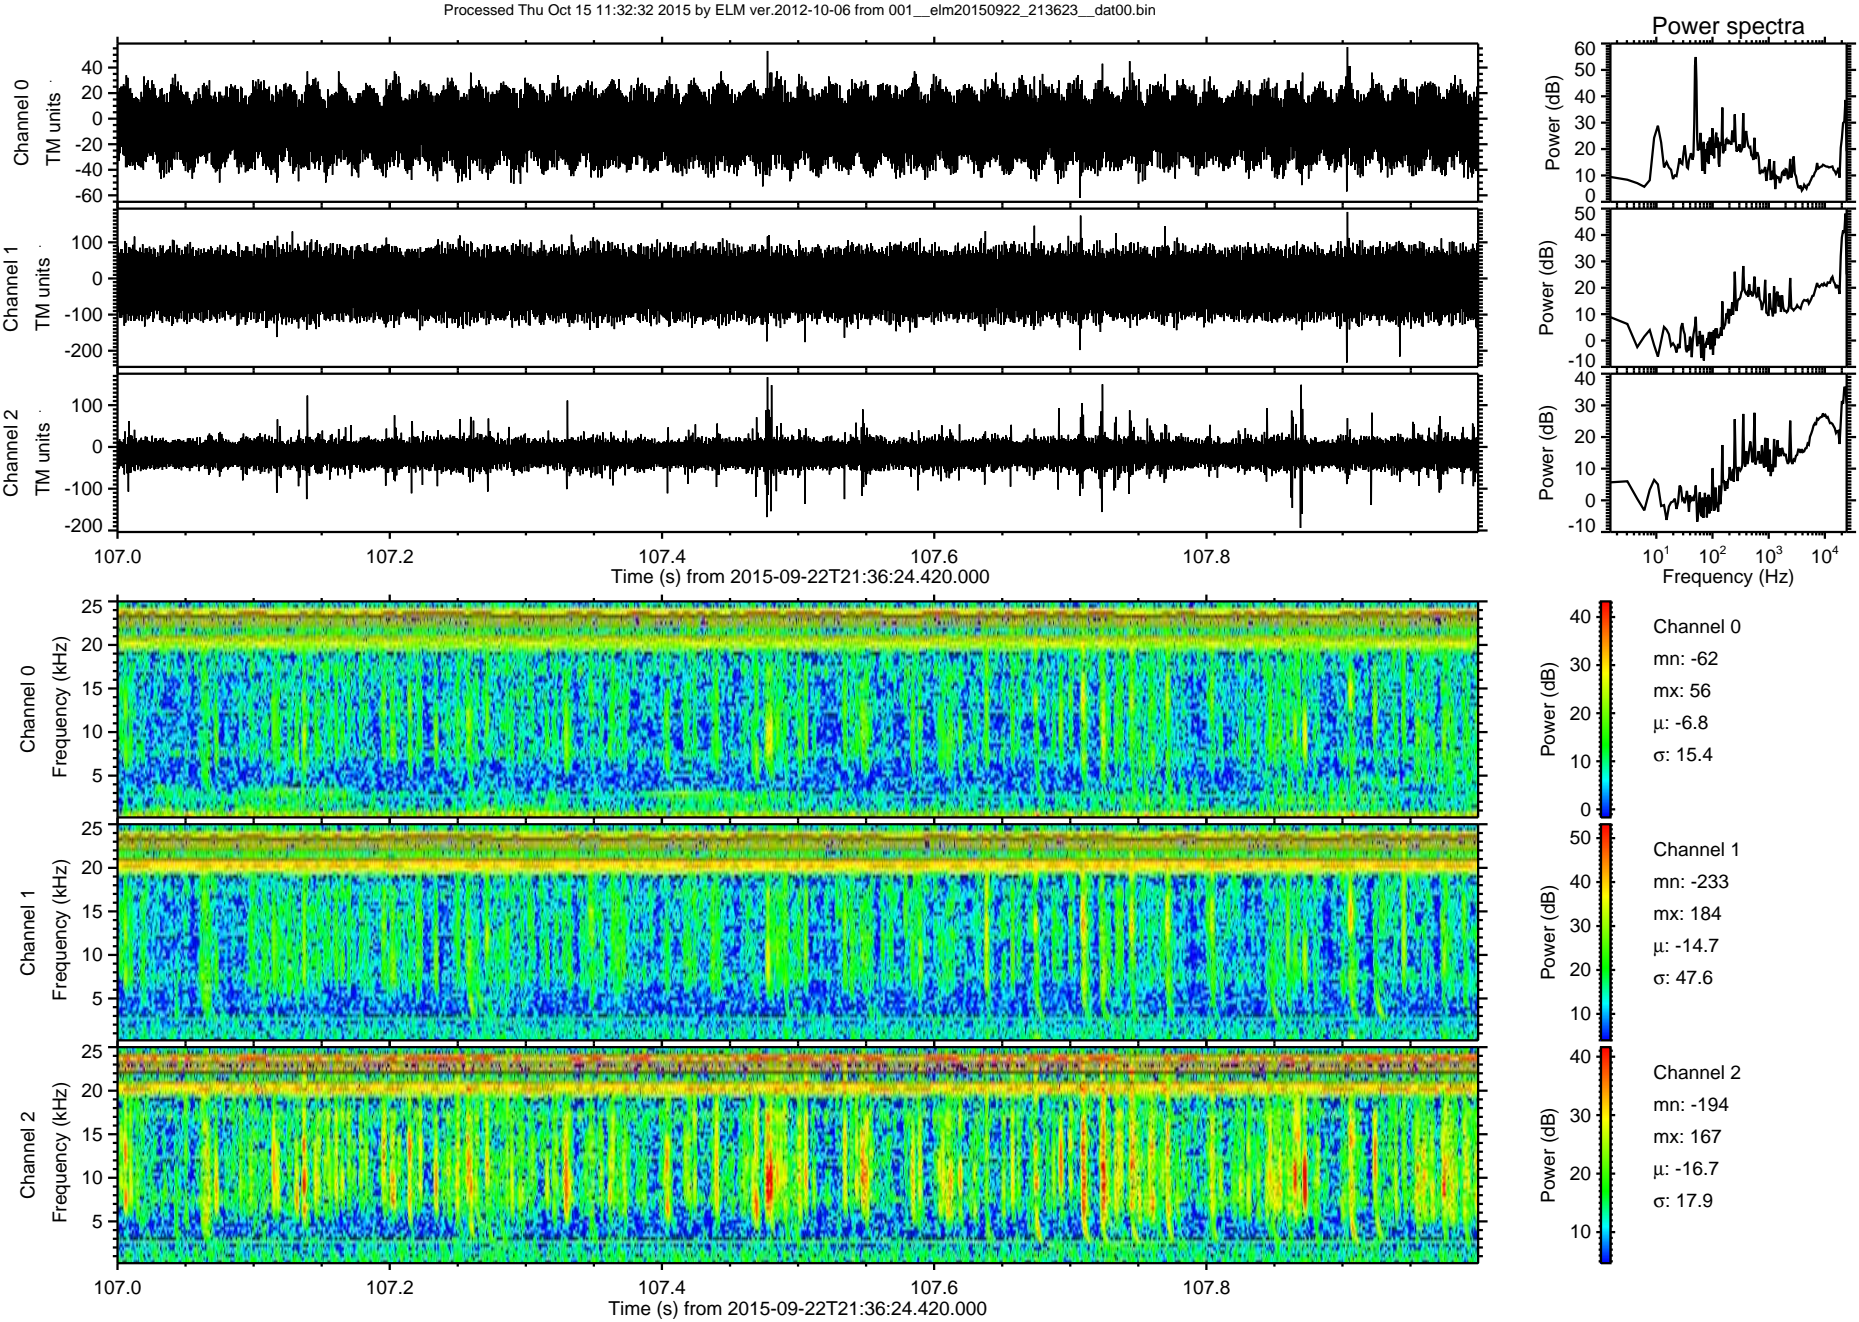 Processed Thu Oct 15 11:32:32 2015 by ELM ver.2012-10-06 from 001__elm20150922_213623__dat00.bin
Power spectra
Channel 0
TM units
40
20
0
-20
-40
-60
Power (dB)
60
50
40
30
20
10
0
Channel 1
TM units
100
0
-100
-200
Power (dB)
50
40
30
20
10
0
-10
Channel 2
TM units
100
0
-100
-200
Power (dB)
40
30
20
10
0
-10
107.0 107.2 107.4 107.6 107.8
Time (s) from 2015-09-22T21:36:24.420.000
10¹ 10² 10³ 10⁴
Frequency (Hz)
Channel 0
Frequency (kHz)
25
20
15
10
5
Power (dB)
40
30
20
10
0
Channel 0
mn: -62
mx: 56
μ: -6.8
σ: 15.4
Channel 1
Frequency (kHz)
25
20
15
10
5
Power (dB)
50
40
30
20
10
Channel 1
mn: -233
mx: 184
μ: -14.7
σ: 47.6
Channel 2
Frequency (kHz)
25
20
15
10
5
Power (dB)
40
30
20
10
Channel 2
mn: -194
mx: 167
μ: -16.7
σ: 17.9
107.0 107.2 107.4 107.6 107.8
Time (s) from 2015-09-22T21:36:24.420.000